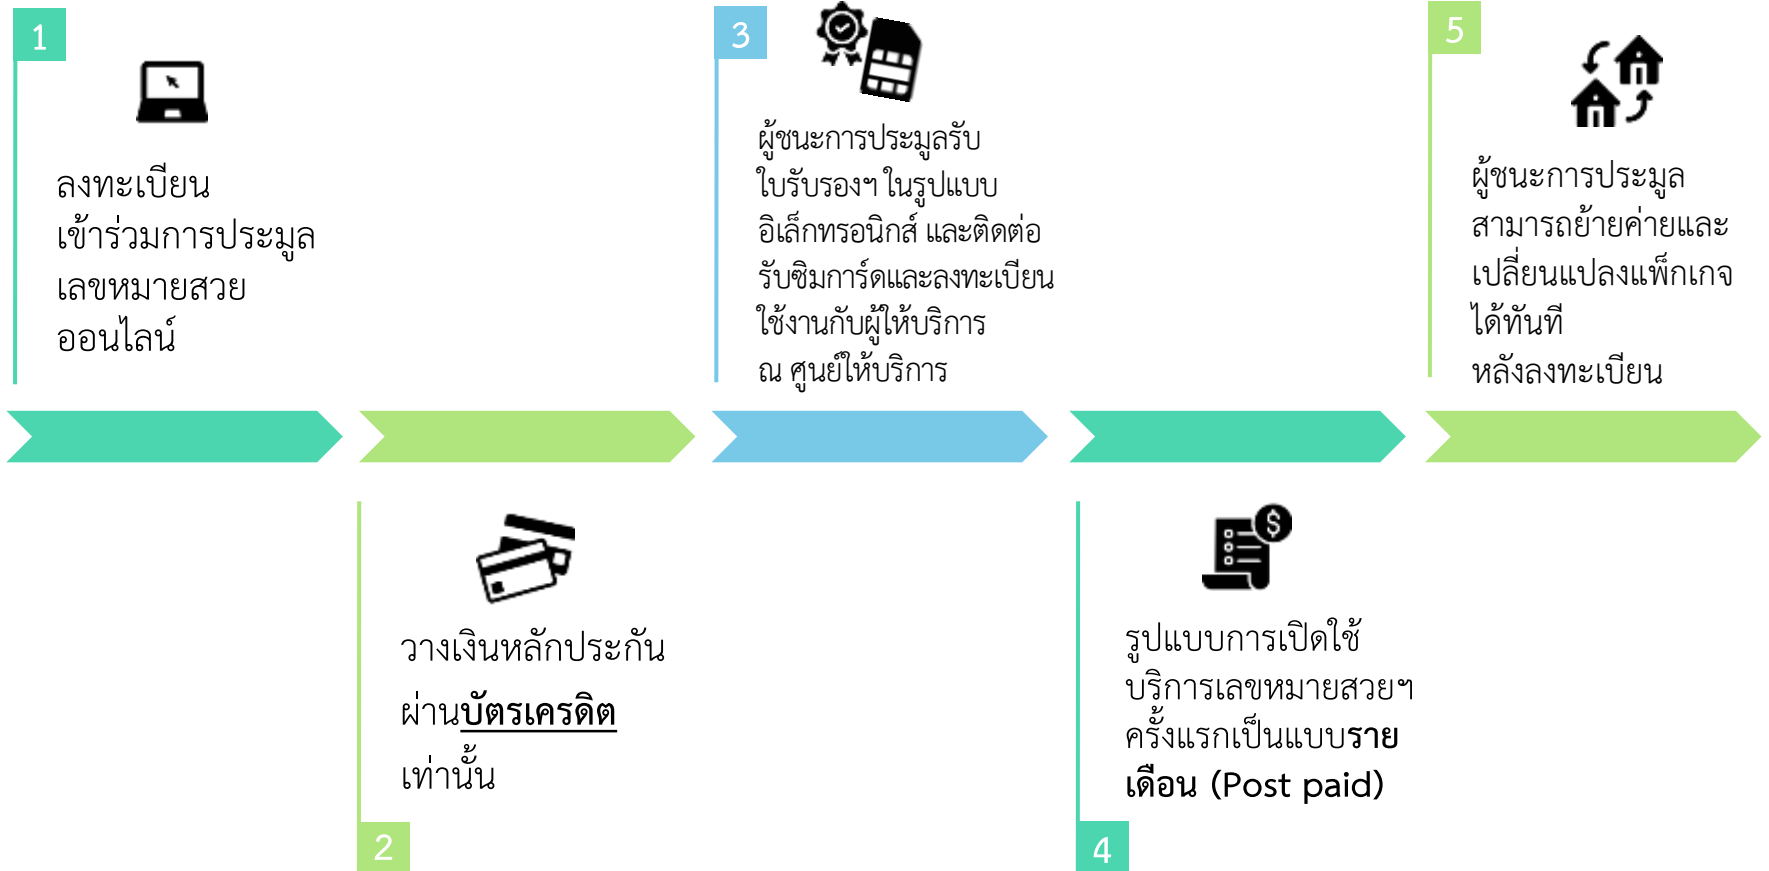 1
ลงทะเบียน
เข้าร่วมการประมูล
เลขหมายสวย
ออนไลน์
2
วางเงินหลักประกัน
ผ่านบัตรเครดิต
เท่านั้น
3
ผู้ชนะการประมูลรับ
ใบรับรองฯ ในรูปแบบ
อิเล็กทรอนิกส์ และติดต่อ
รับซิมการ์ดและลงทะเบียน
ใช้งานกับผู้ให้บริการ
ณ ศูนย์ให้บริการ
4
$
รูปแบบการเปิดใช้
บริการเลขหมายสวยฯ
ครั้งแรกเป็นแบบราย
เดือน (Post paid)
5
ผู้ชนะการประมูล
สามารถย้ายค่ายและ
เปลี่ยนแปลงแพ็กเกจ
ได้ทันที
หลังลงทะเบียน